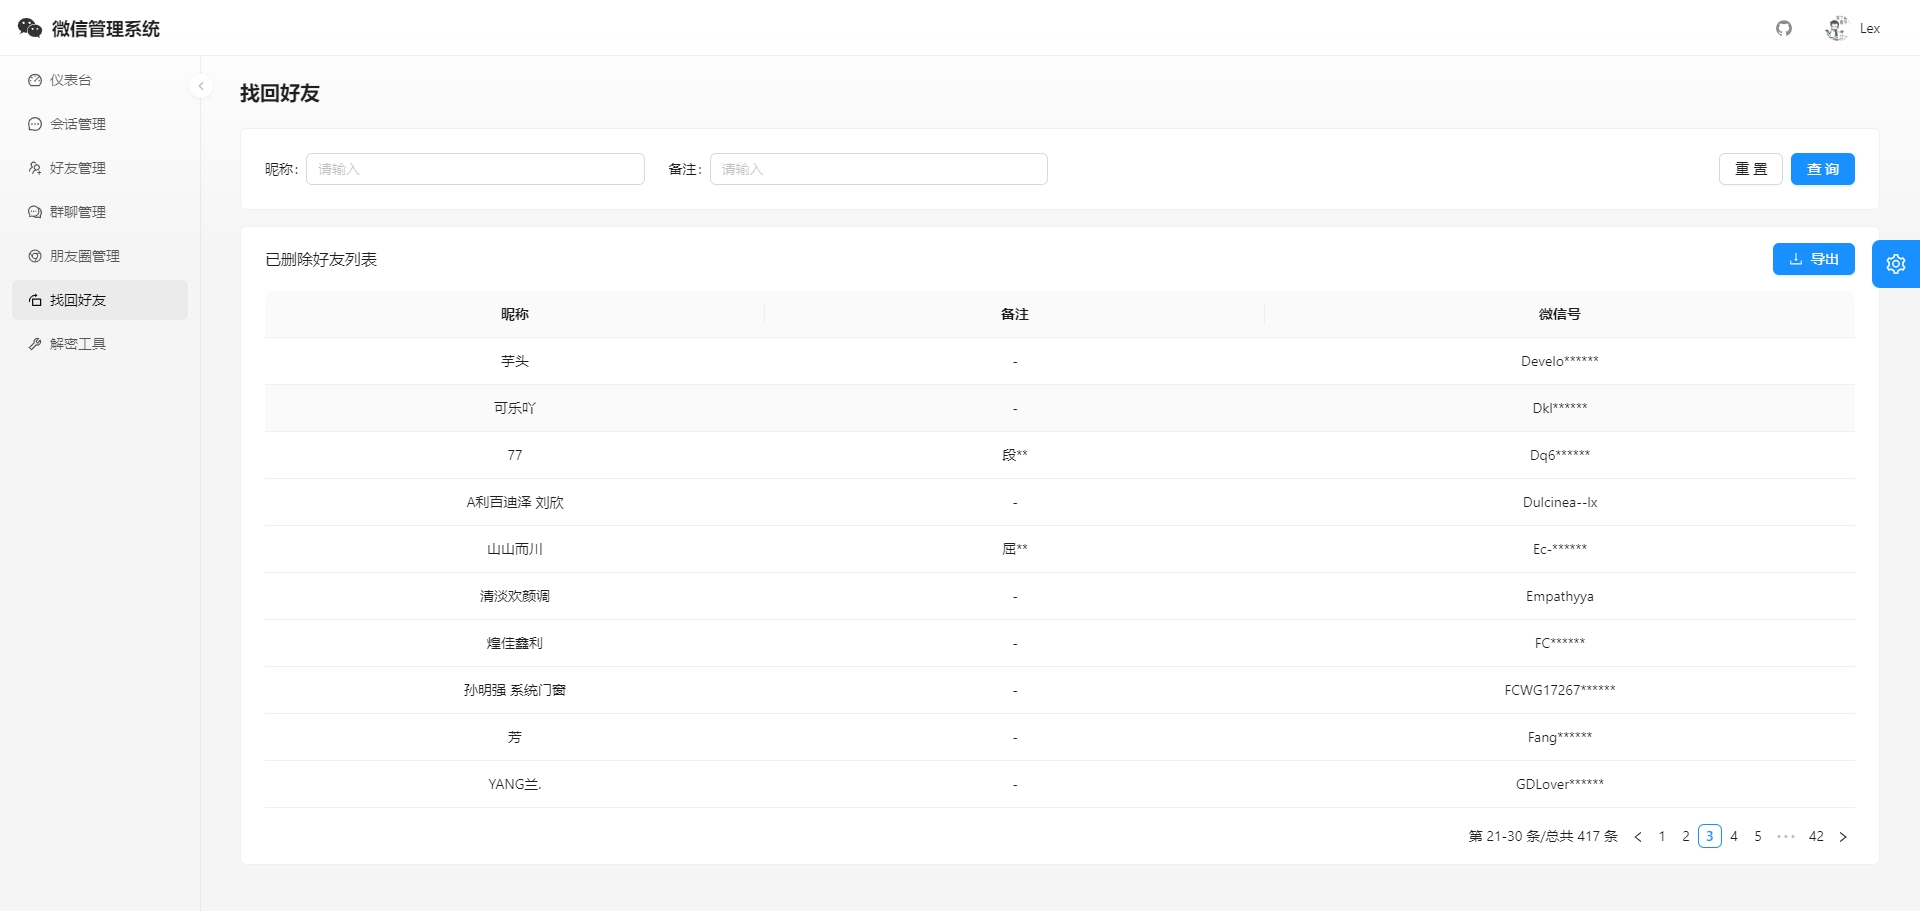 微信管理系统
Lex
仪表台
会话管理
好友管理
群聊管理
朋友圈管理
找回好友
解密工具
找回好友
昵称: 请输入 备注: 请输入 重 置 查 询
已删除好友列表 导出
昵称 备注 微信号
芋头 - Develo******
可乐吖 - Dkl******
77 段** Dq6******
A利百迪泽 刘欣 - Dulcinea--lx
山山而川 屈** Ec-******
清淡欢颜调 - Empathyya
煌佳鑫利 - FC******
孙明强 系统门窗 - FCWG17267******
芳 - Fang******
YANG兰. - GDLover******
第 21-30 条/总共 417 条 < 1 2 3 4 5 ••• 42 >